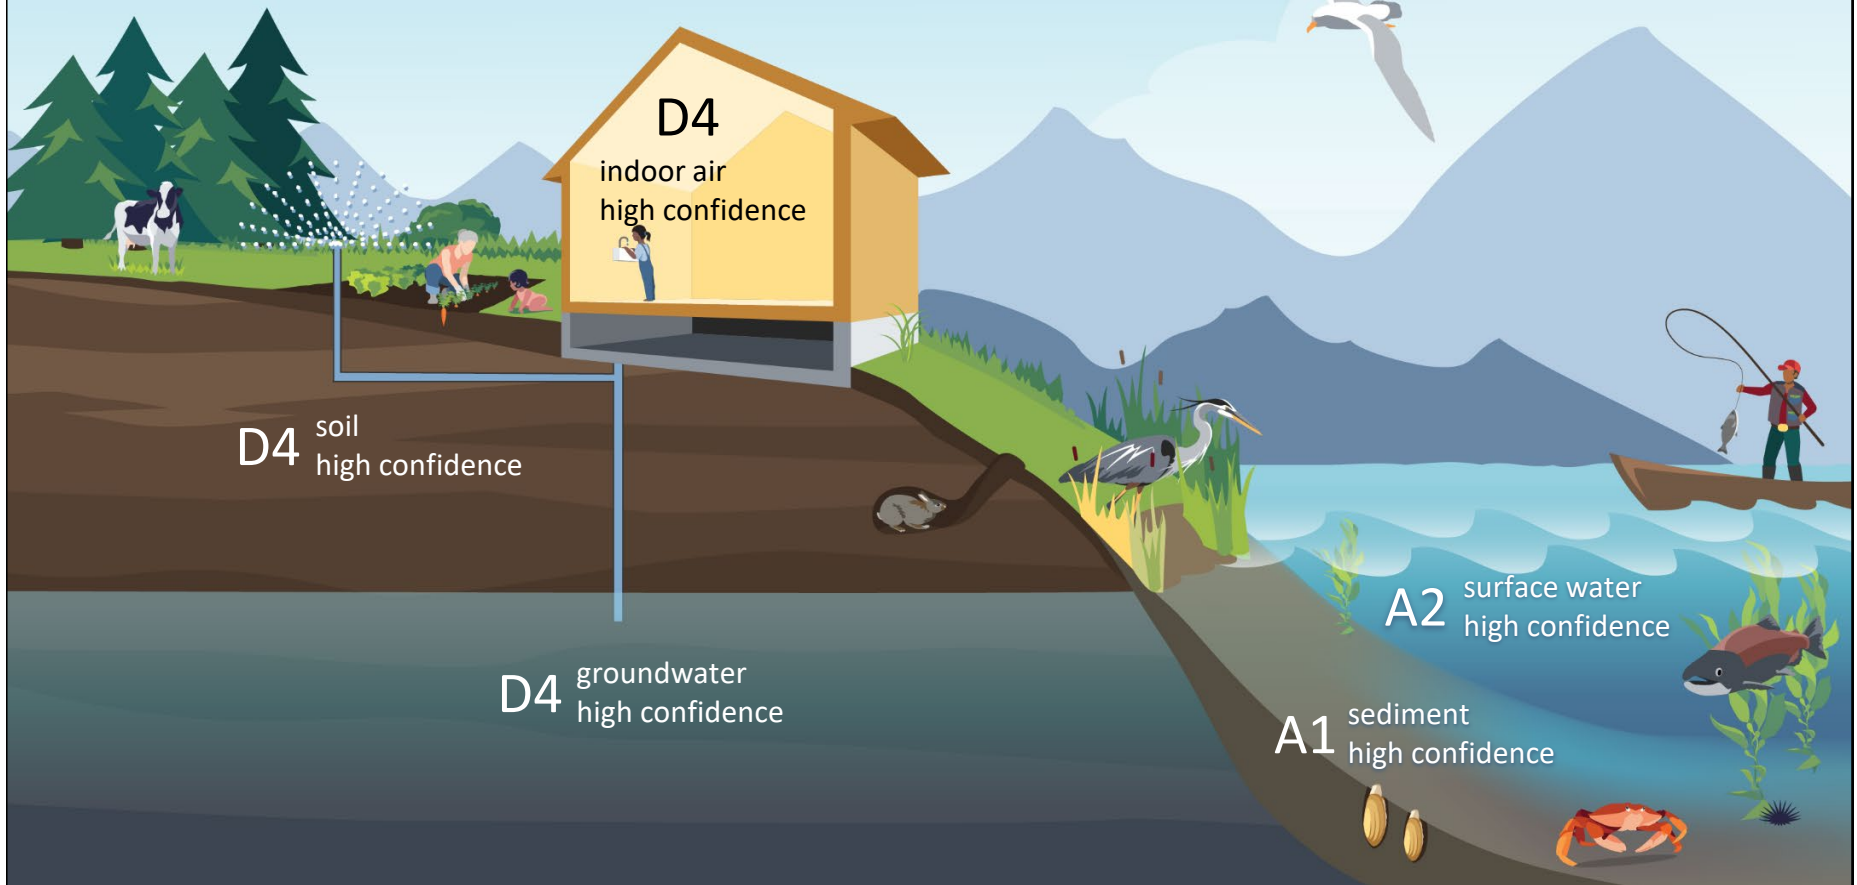 D4
indoor air
high confidence
D4
soil
high confidence
A2
surface water
high confidence
D4
groundwater
high confidence
A1
sediment
high confidence